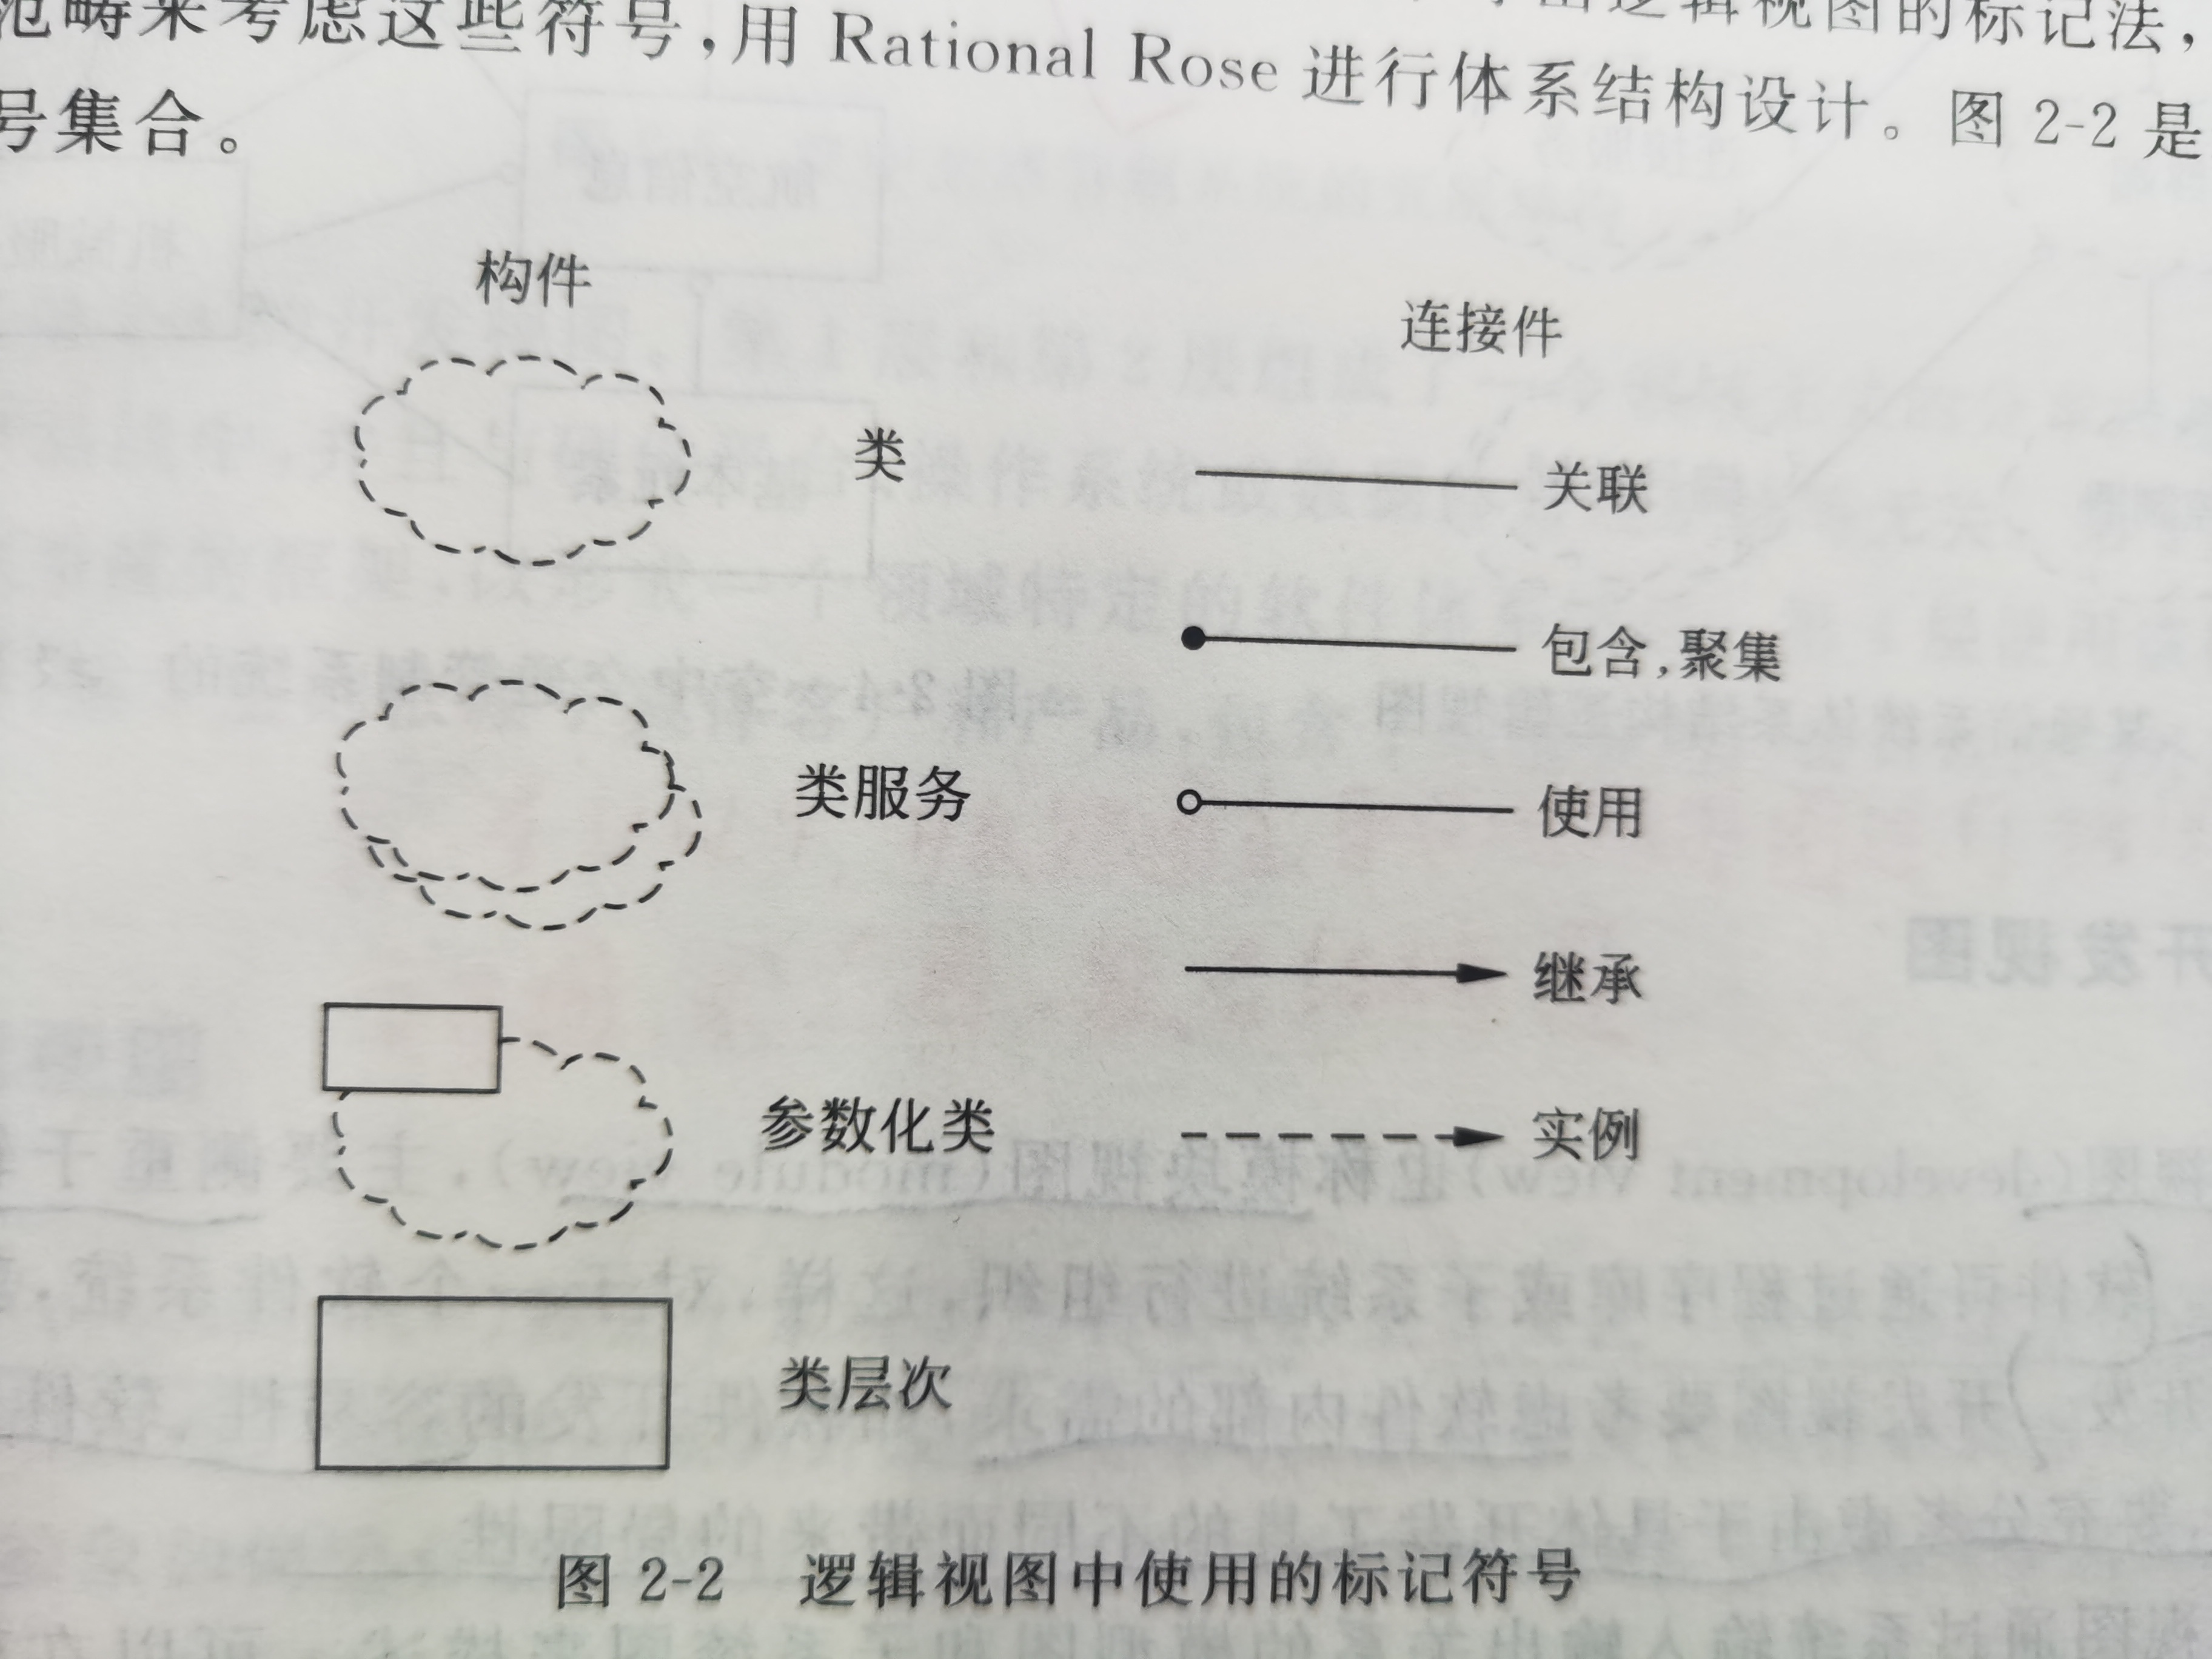 范畴来考虑这些符号，用 Rational Rose 进行体系结构设计。图 2-2 是
号集合。
逻辑视图的标记法，
构件
连接件
类
关联
包含，聚集
类服务
使用
继承
参数化类
实例
类层次
图 2-2 逻辑视图中使用的标记符号